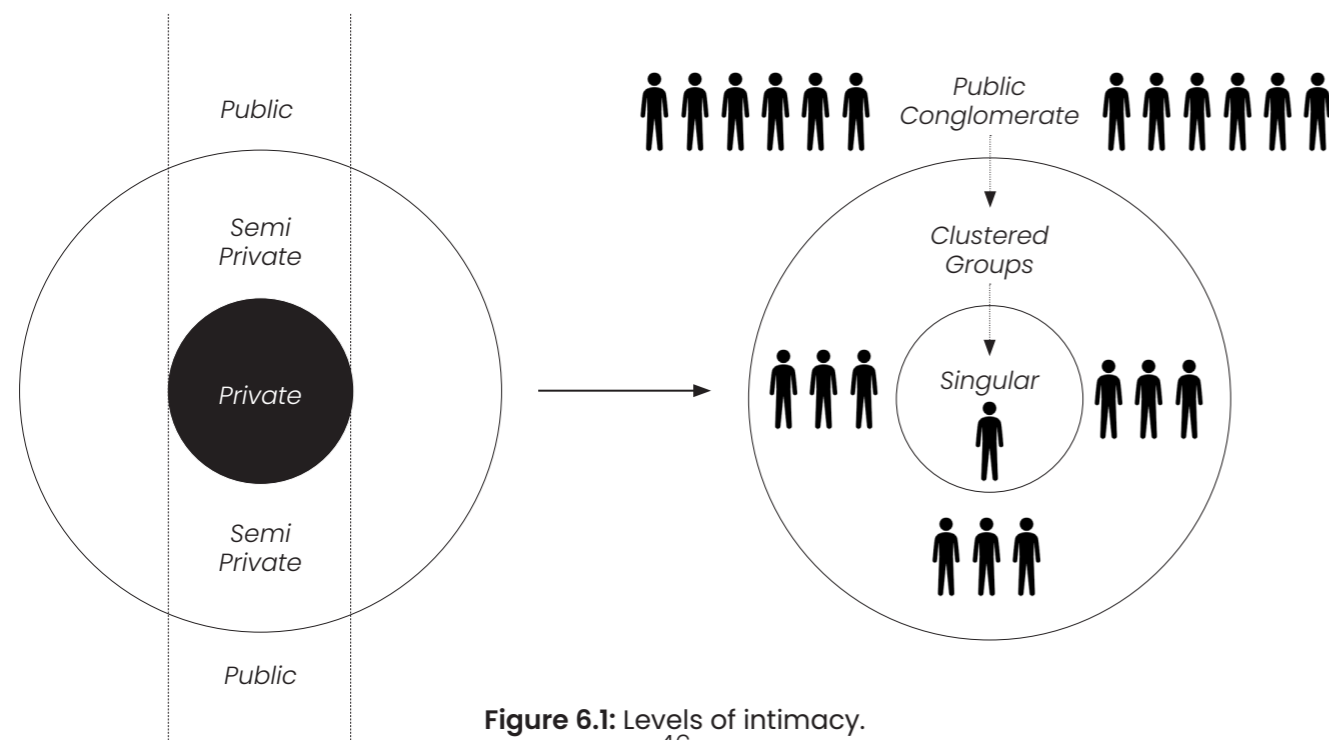 Public
Semi
Private
Private
Semi
Private
Public
Public
Conglomerate
Clustered
Groups
Singular
Figure 6.1: Levels of intimacy.